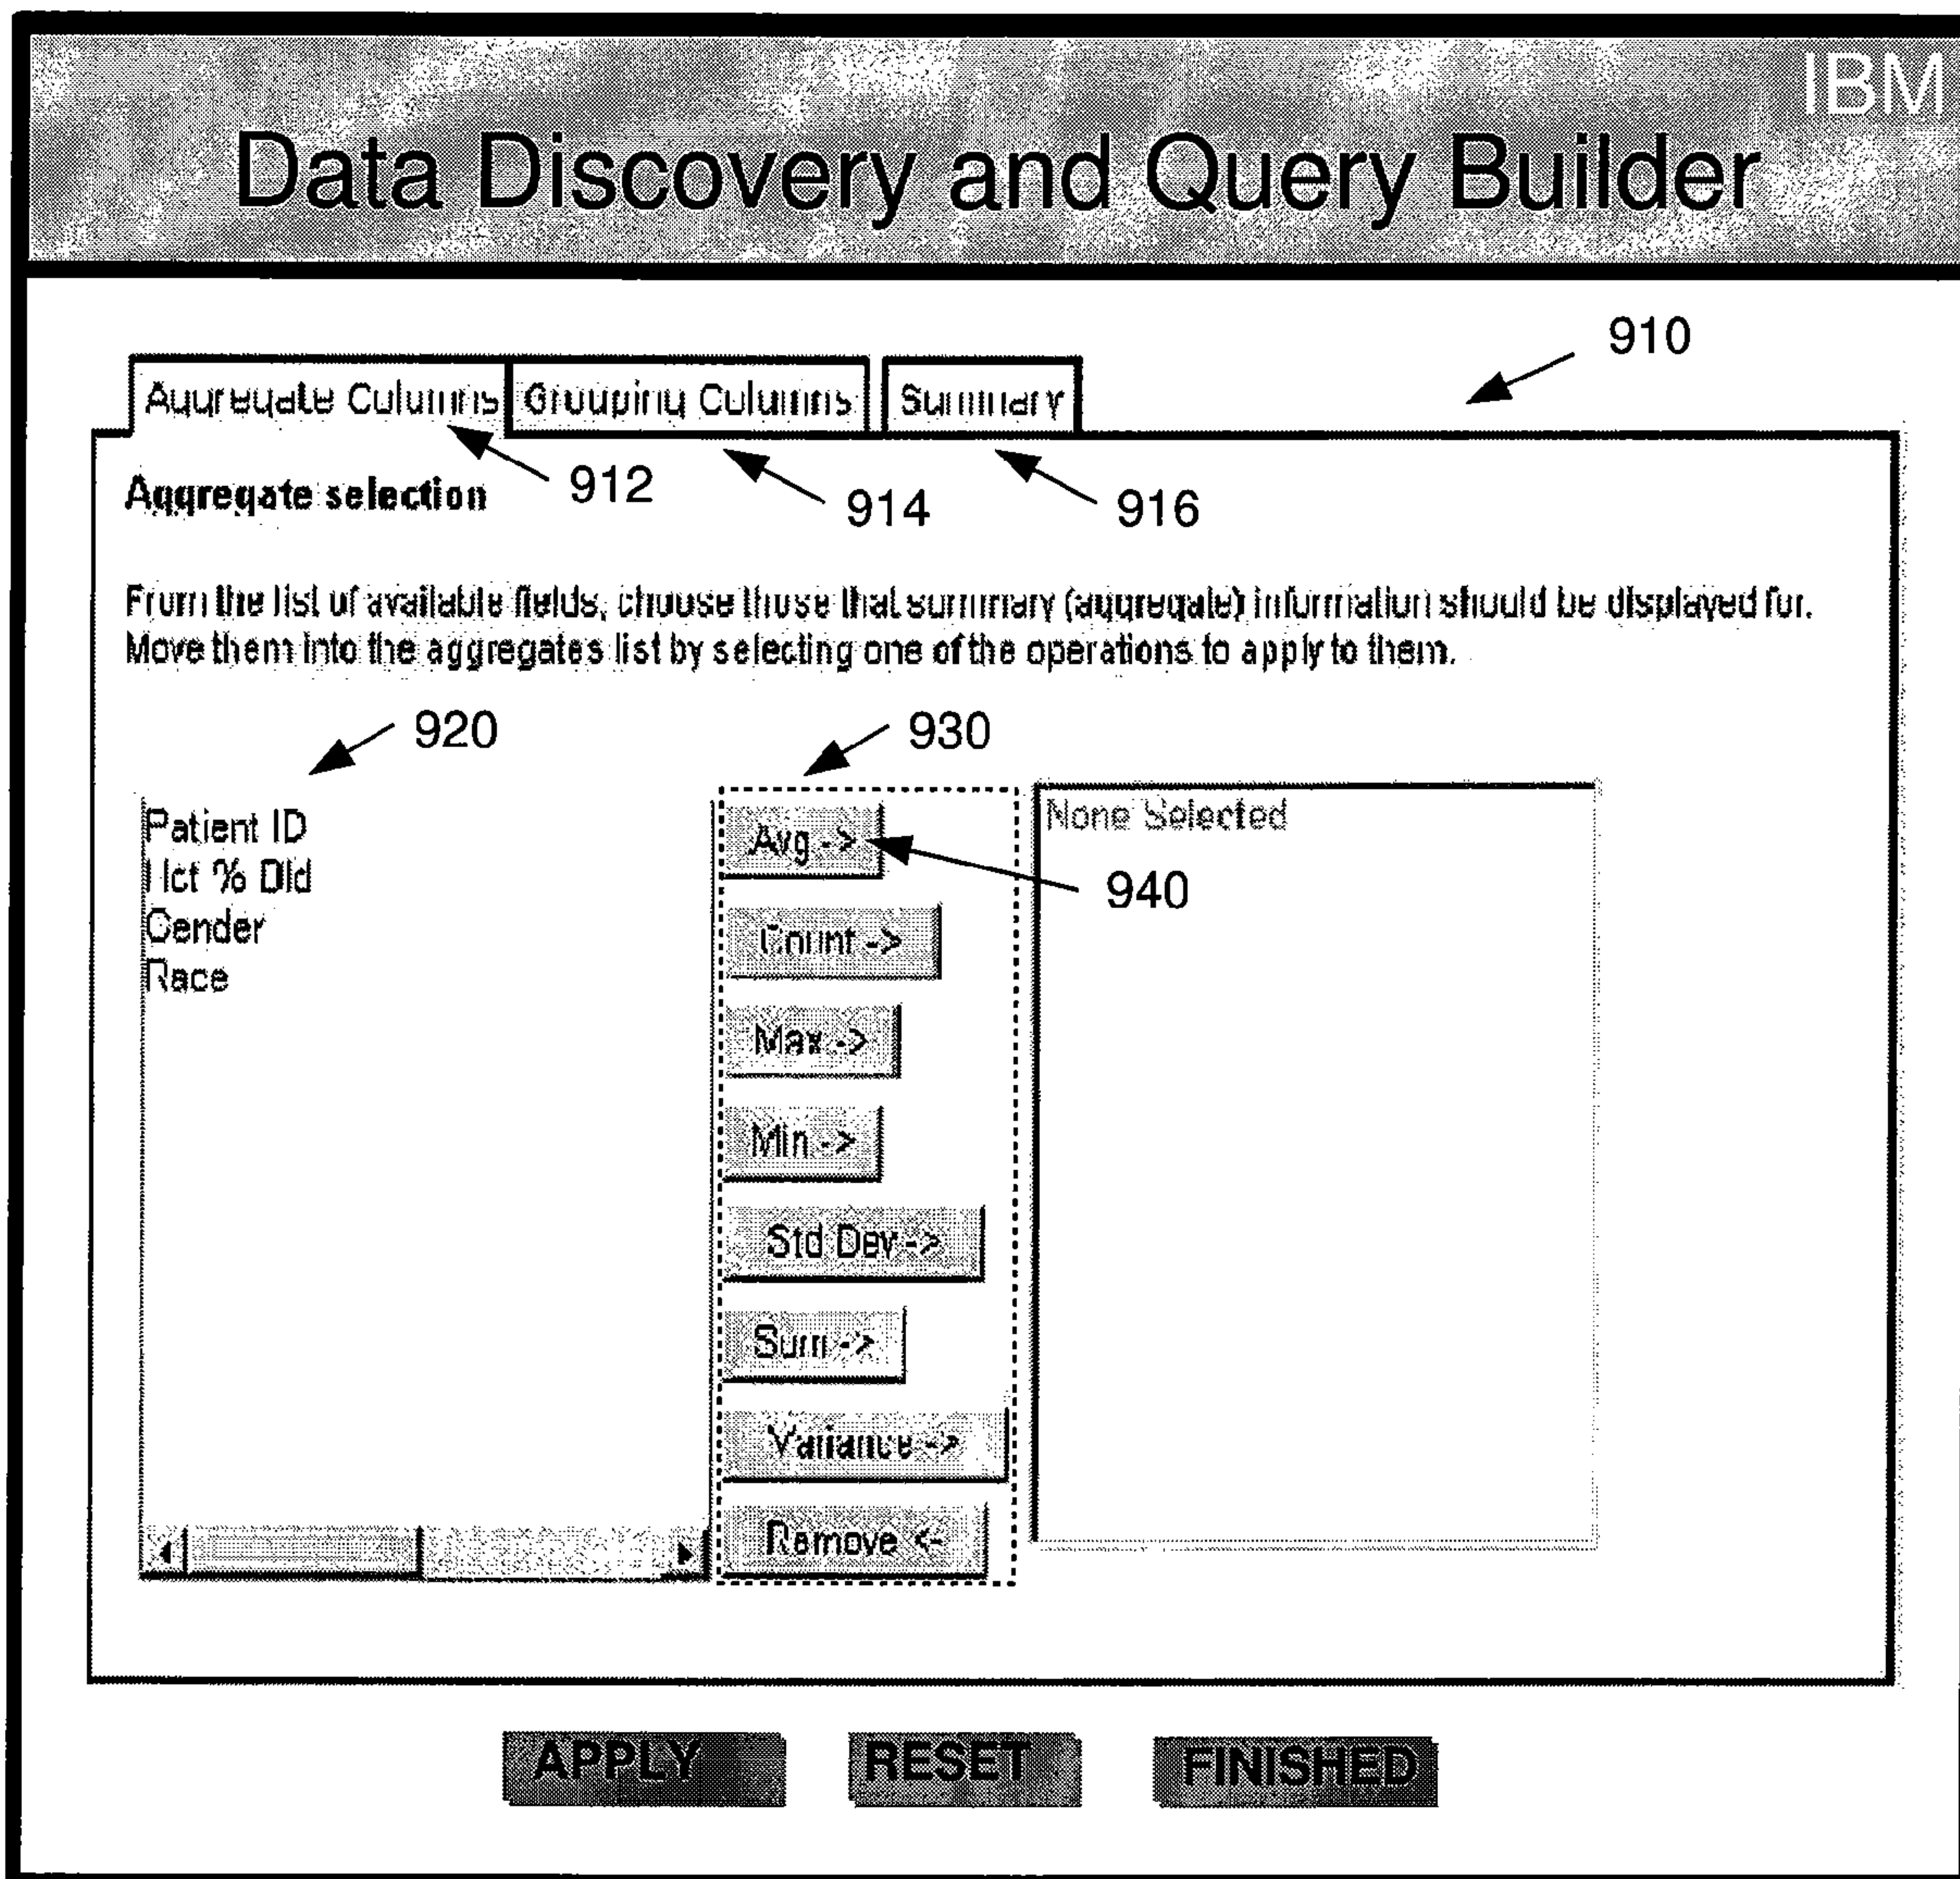 IBM
Data Discovery and Query Builder
910
Aggregate Columns Grouping Columns Summary
912
914
916
Aggregate selection
From the list of available fields, choose those that summary (aggregate) information should be displayed for.
Move them into the aggregates list by selecting one of the operations to apply to them.
920
930
Patient ID
Hct % Bld
Gender
Race
Avg ->
940
Count ->
Max ->
Min ->
Std Dev ->
Sum ->
Variance ->
Remove <-
None Selected
APPLY
RESET
FINISHED